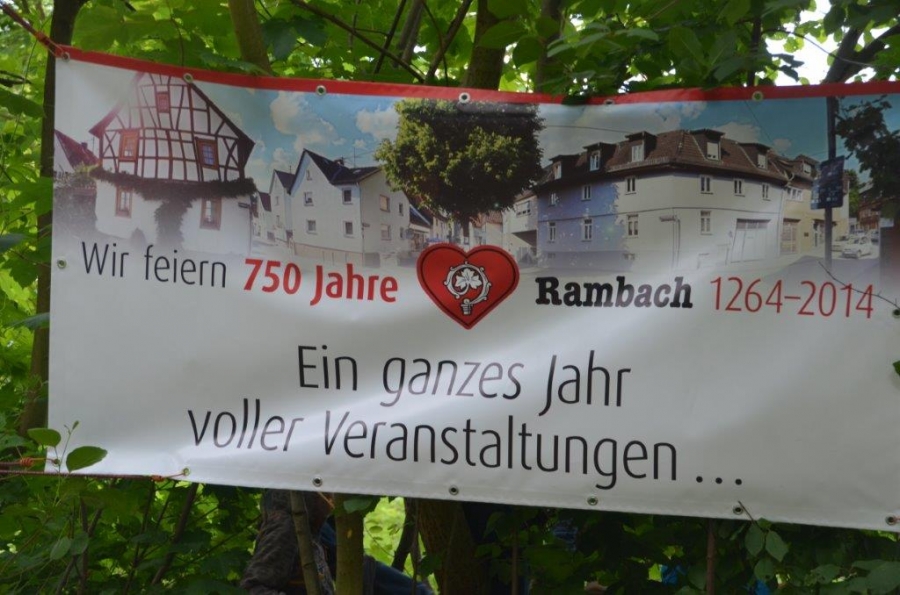 Wir feiern 750 Jahre Rambach 1264-2014
Ein ganzes Jahr
voller Veranstaltungen ...